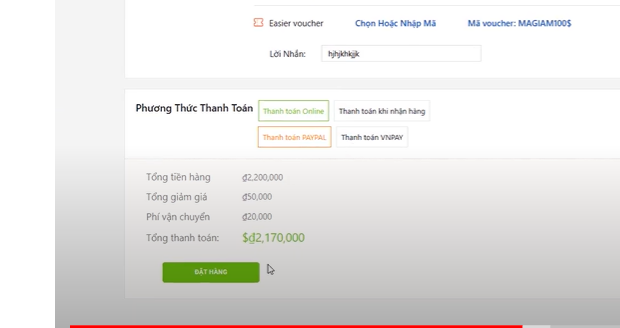 Easier voucher Chọn Hoặc Nhập Mã Mã voucher: MAGIAM100$
Lời Nhắn: hjhjkhkjjk
Phương Thức Thanh Toán Thanh toán Online Thanh toán khi nhận hàng
Thanh toán PAYPAL Thanh toán VNPAY
Tổng tiền hàng ₫2,200,000
Tổng giảm giá ₫50,000
Phí vận chuyển ₫20,000
Tổng thanh toán: $₫2,170,000
ĐẶT HÀNG